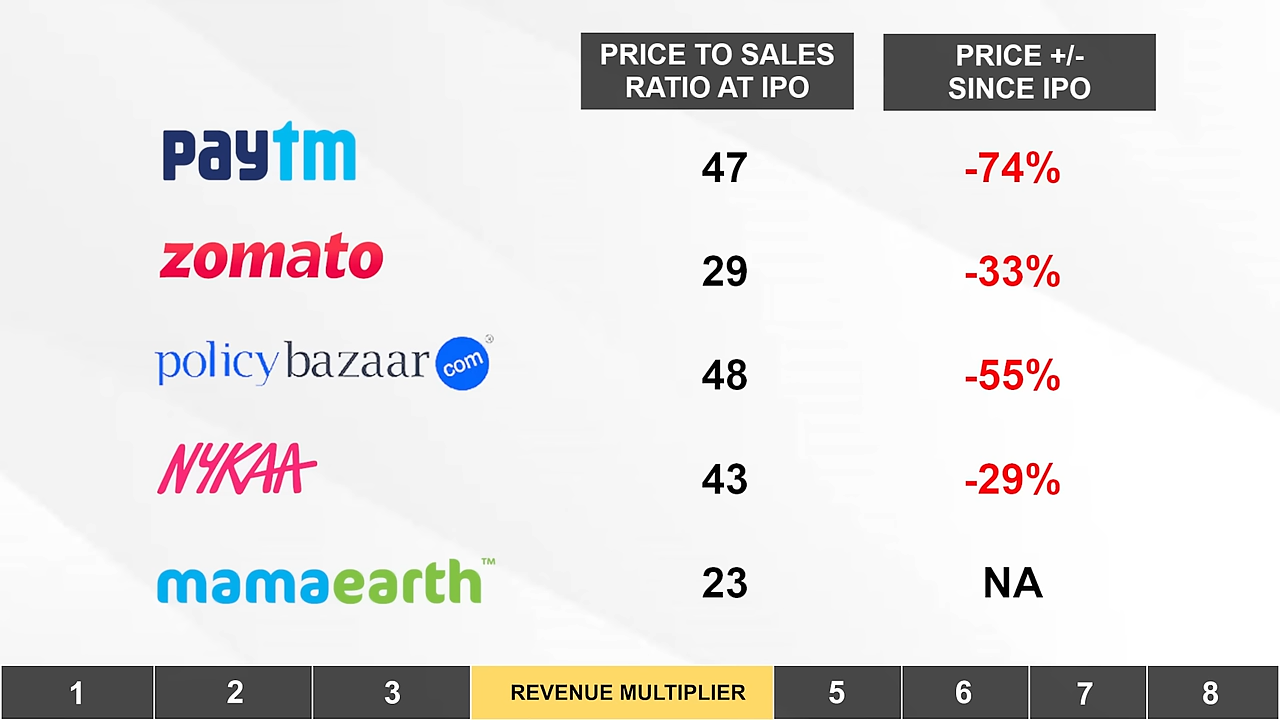 PRICE TO SALES
RATIO AT IPO
PRICE +/-
SINCE IPO
paytm
47
-74%
zomato
29
-33%
policybazaar com
48
-55%
NYKAA
43
-29%
mamaearth™
23
NA
1
2
3
REVENUE MULTIPLIER
5
6
7
8